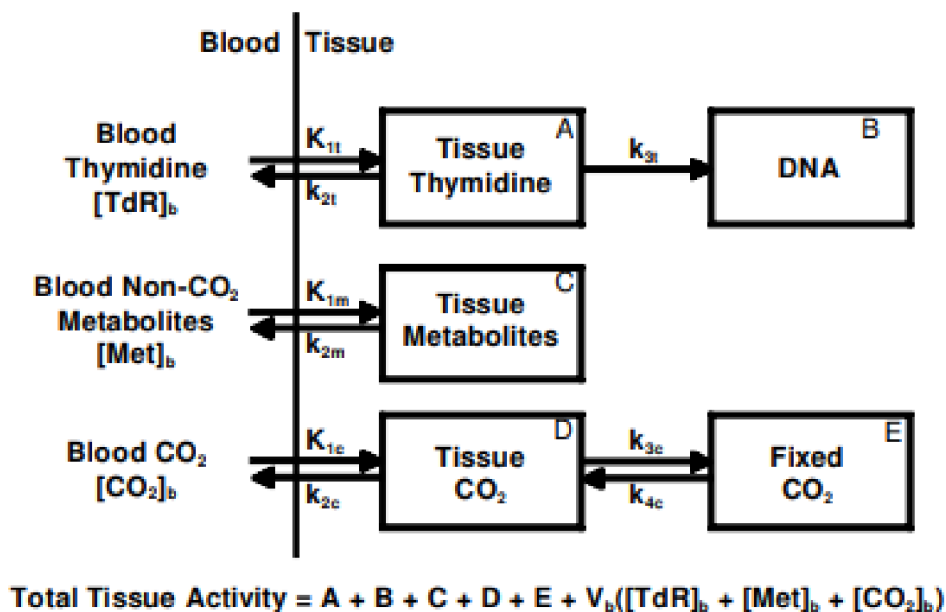 Blood Tissue
Blood
Thymidine
[TdR]b
K1t
k2t
A
Tissue
Thymidine
k3t
B
DNA
Blood Non-CO2
Metabolites
[Met]b
K1m
k2m
C
Tissue
Metabolites
Blood CO2
[CO2]b
K1c
k2c
D
Tissue
CO2
k3c
k4c
E
Fixed
CO2
Total Tissue Activity = A + B + C + D + E + Vb([TdR]b + [Met]b + [CO2]b)